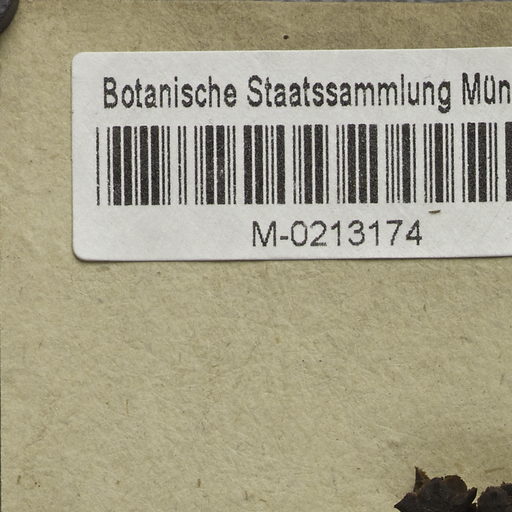 Botanische Staatssammlung Mün
M-0213174